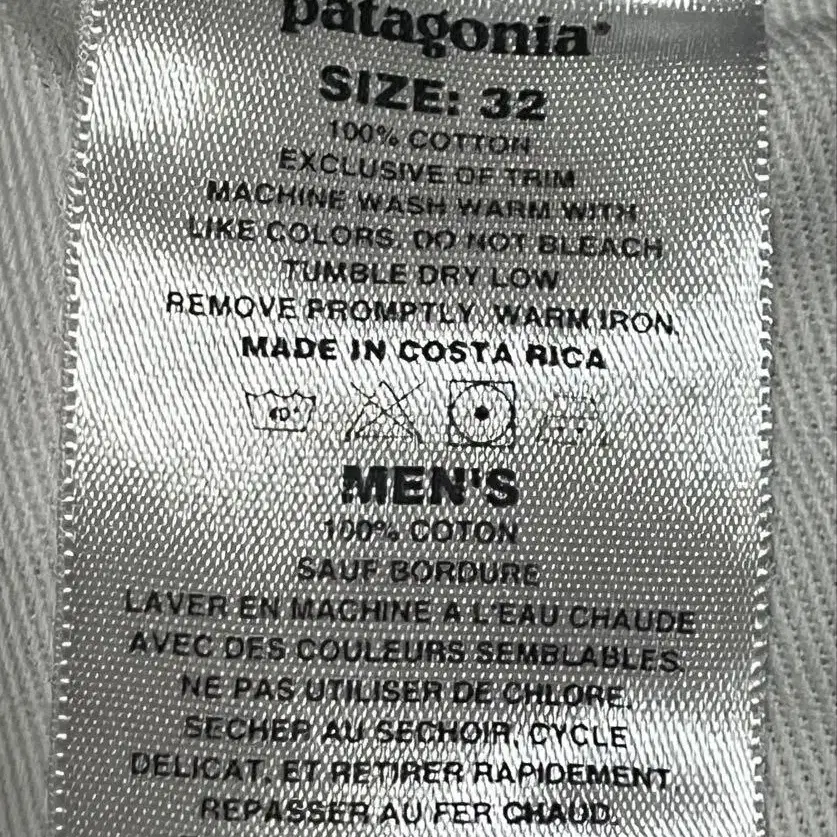 patagonia®
SIZE: 32
100% COTTON
EXCLUSIVE OF TRIM
MACHINE WASH WARM WITH
LIKE COLORS. DO NOT BLEACH
TUMBLE DRY LOW
REMOVE PROMPTLY. WARM IRON.
MADE IN COSTA RICA
40°
MEN'S
100% COTON
SAUF BORDURE
LAVER EN MACHINE A L'EAU CHAUDE
AVEC DES COULEURS SEMBLABLES.
NE PAS UTILISER DE CHLORE.
SECHER AU SECHOIR, CYCLE
DELICAT, ET RETIRER RAPIDEMENT.
REPASSER AU FER CHAUD.